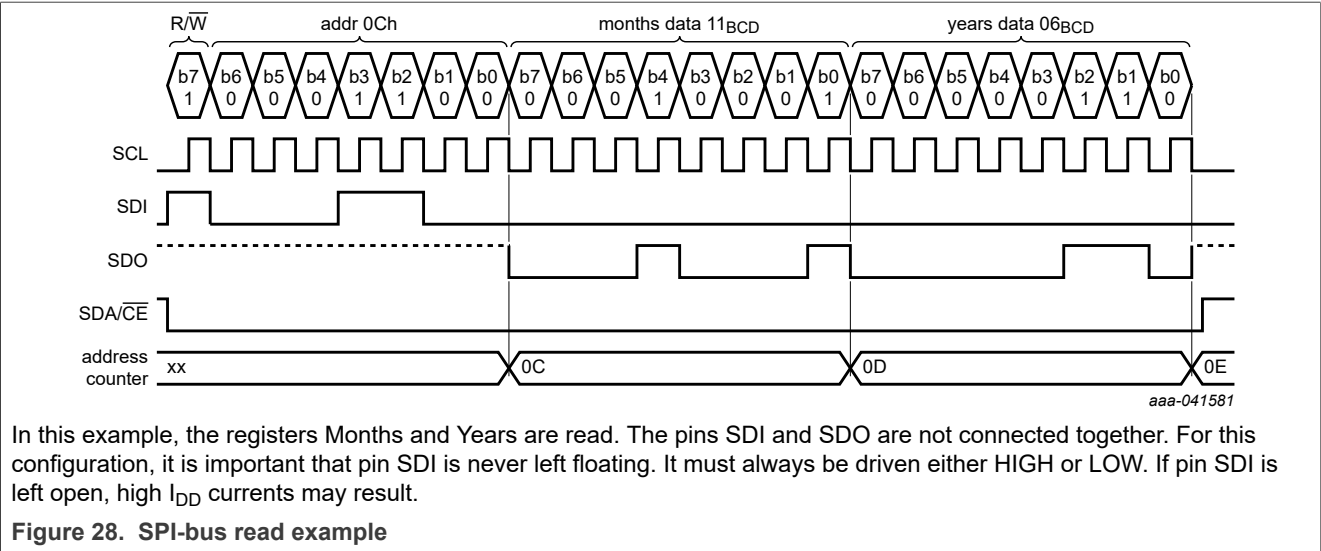 R/W addr 0Ch months data 11BCD years data 06BCD
b7 b6 b5 b4 b3 b2 b1 b0 b7 b6 b5 b4 b3 b2 b1 b0 b7 b6 b5 b4 b3 b2 b1 b0
1 0 0 0 1 1 0 0 0 0 0 1 0 0 0 1 0 0 0 0 0 1 1 0
SCL
SDI
SDO
SDA/CE
address
counter
xx 0C 0D 0E
aaa-041581
In this example, the registers Months and Years are read. The pins SDI and SDO are not connected together. For this
configuration, it is important that pin SDI is never left floating. It must always be driven either HIGH or LOW. If pin SDI is
left open, high IDD currents may result.
Figure 28. SPI-bus read example